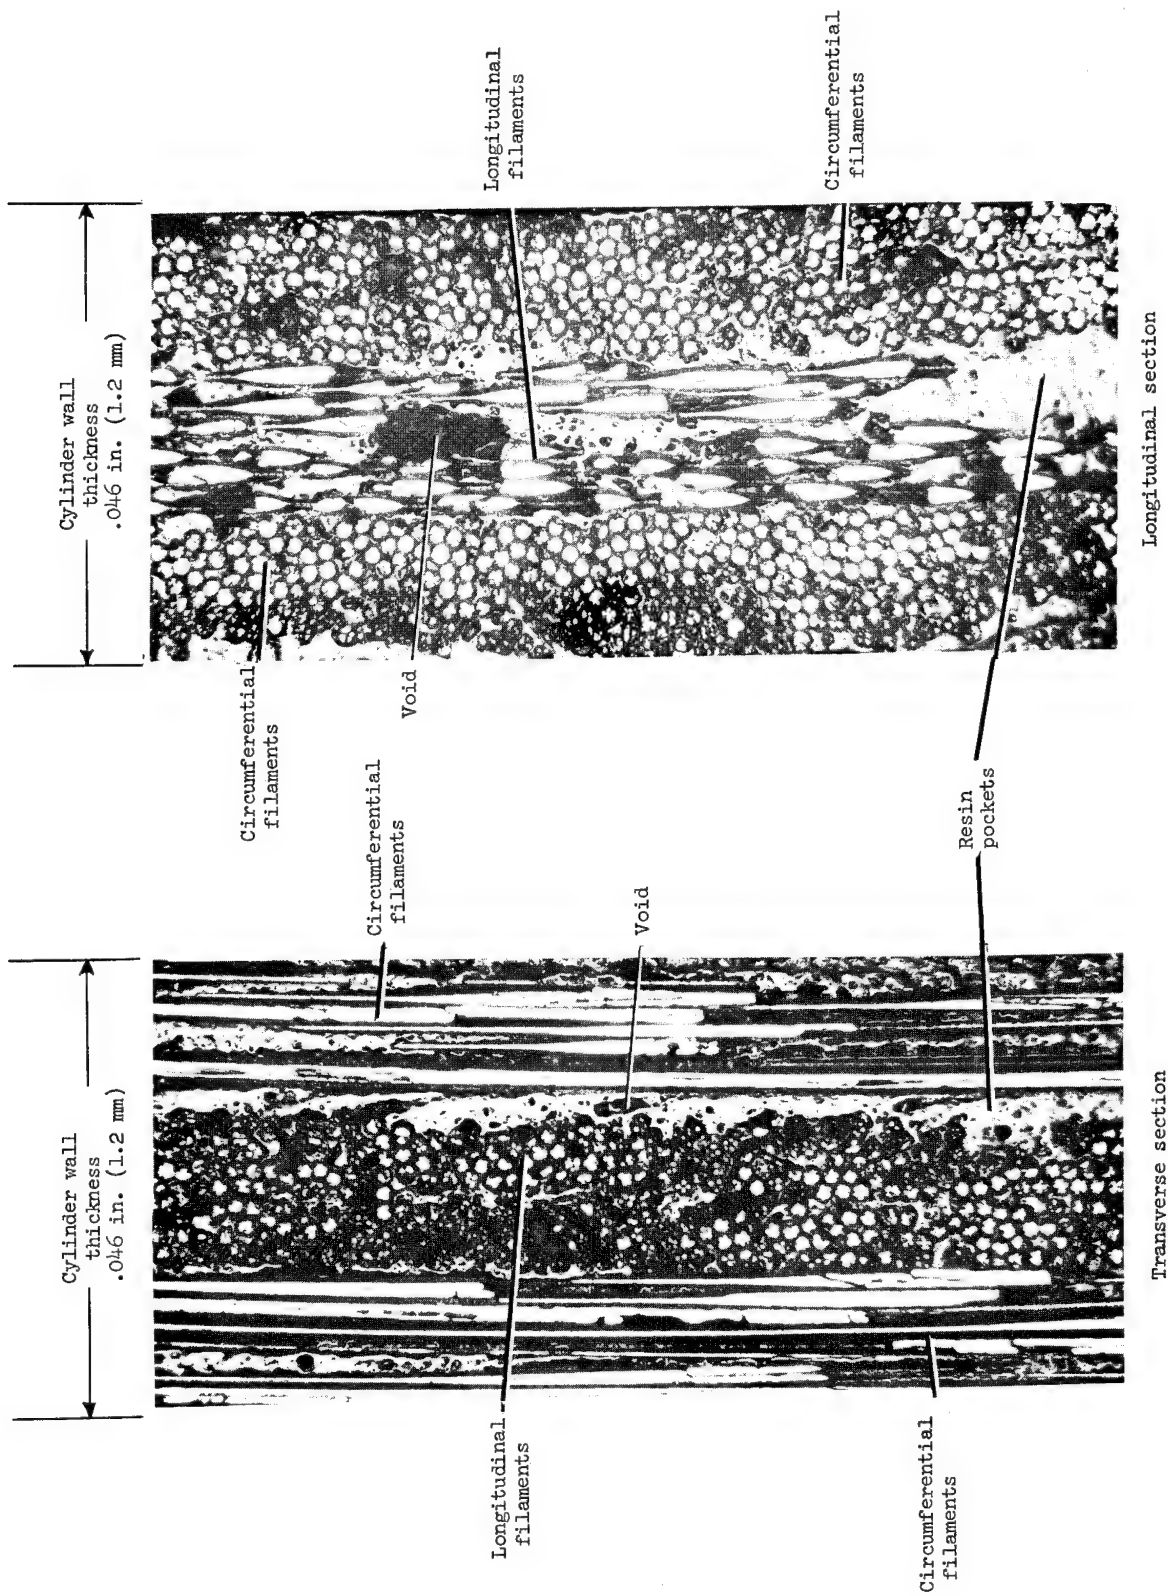 Cylinder wall
thickness
.046 in. (1.2 mm)
Circumferential
filaments
Void
Longitudinal
filaments
Circumferential
filaments
Longitudinal section
Resin
pockets
Cylinder wall
thickness
.046 in. (1.2 mm)
Circumferential
filaments
Void
Longitudinal
filaments
Circumferential
filaments
Transverse section